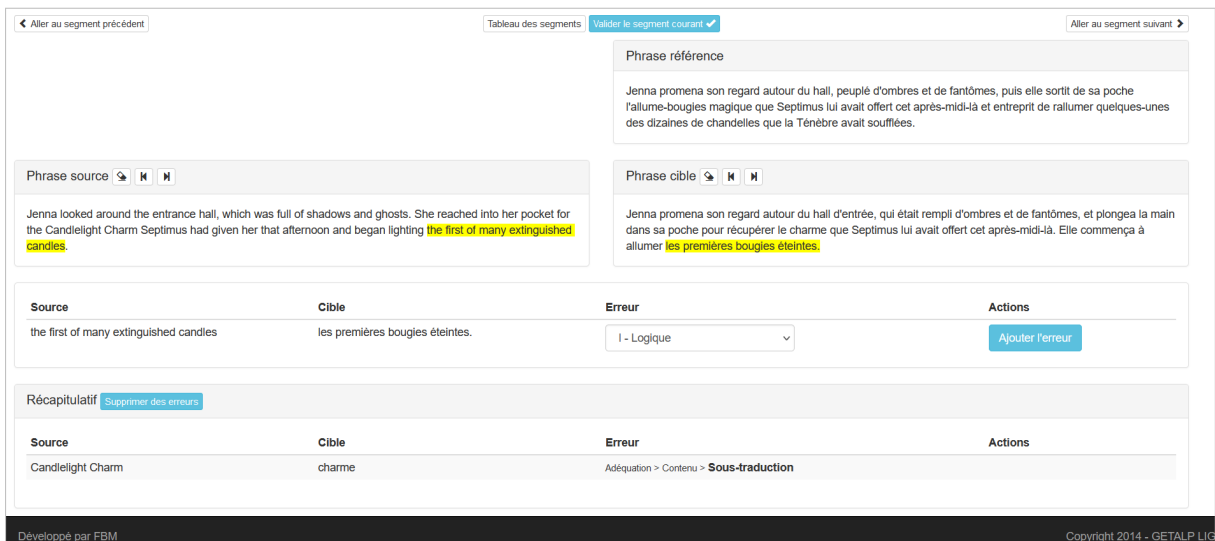 Aller au segment précédent
Tableau des segments
Valider le segment courant
Aller au segment suivant
Phrase référence
Jenna promena son regard autour du hall, peuplé d'ombres et de fantômes, puis elle sortit de sa poche
l'allume-bougies magique que Septimus lui avait offert cet après-midi-là et entreprit de rallumer quelques-unes
des dizaines de chandelles que la Ténèbre avait soufflées.
Phrase source
Jenna looked around the entrance hall, which was full of shadows and ghosts. She reached into her pocket for
the Candlelight Charm Septimus had given her that afternoon and began lighting the first of many extinguished
candles.
Phrase cible
Jenna promena son regard autour du hall d'entrée, qui était rempli d'ombres et de fantômes, et plongea la main
dans sa poche pour récupérer le charme que Septimus lui avait offert cet après-midi-là. Elle commença à
allumer les premières bougies éteintes.
Source Cible Erreur Actions
the first of many extinguished candles les premières bougies éteintes. I - Logique Ajouter l'erreur
Récapitulatif Supprimer des erreurs
Source Cible Erreur Actions
Candlelight Charm charme Adéquation > Contenu > Sous-traduction
Développé par FBM Copyright 2014 - GETALP LIG